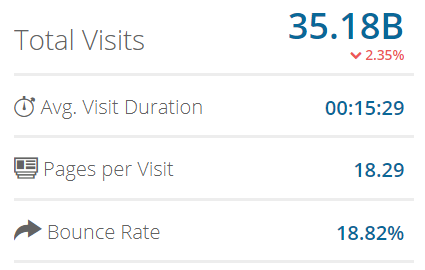 Total Visits 35.18B
2.35%
Avg. Visit Duration 00:15:29
Pages per Visit 18.29
Bounce Rate 18.82%